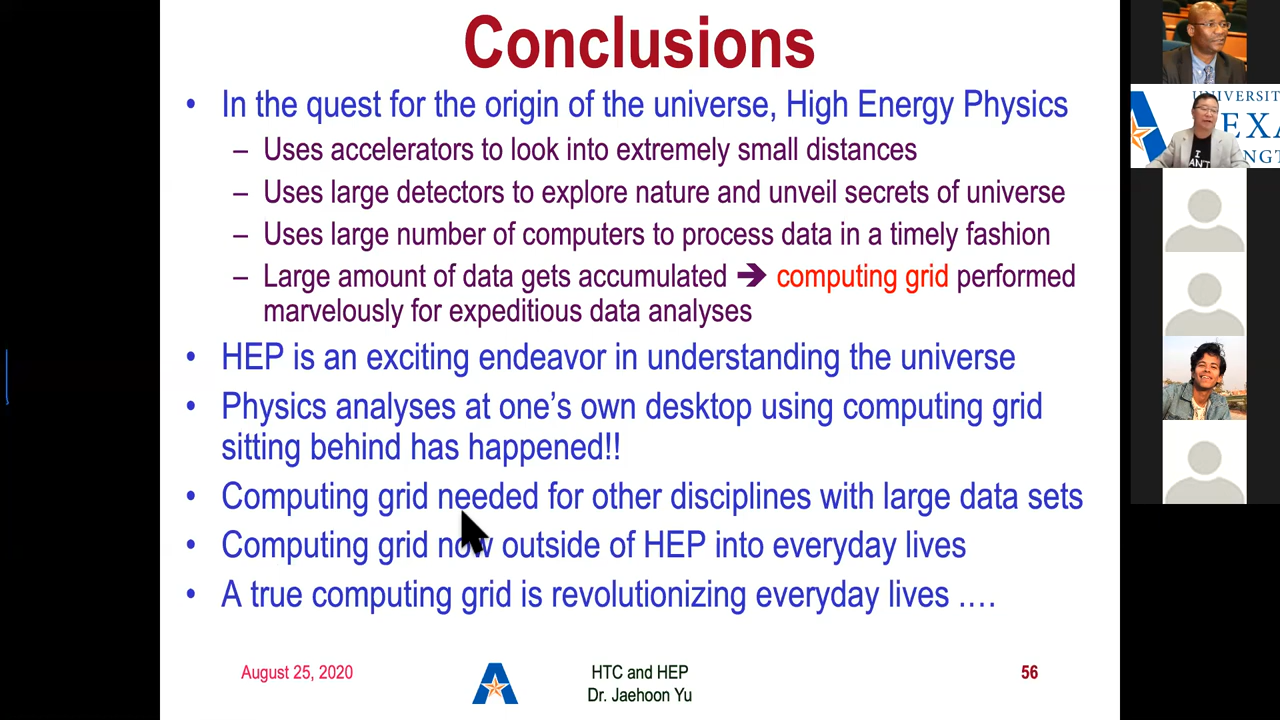 Conclusions
• In the quest for the origin of the universe, High Energy Physics
– Uses accelerators to look into extremely small distances
– Uses large detectors to explore nature and unveil secrets of universe
– Uses large number of computers to process data in a timely fashion
– Large amount of data gets accumulated ➔ computing grid performed
marvelously for expeditious data analyses
• HEP is an exciting endeavor in understanding the universe
• Physics analyses at one's own desktop using computing grid
sitting behind has happened!!
• Computing grid needed for other disciplines with large data sets
• Computing grid now outside of HEP into everyday lives
• A true computing grid is revolutionizing everyday lives ….
August 25, 2020
HTC and HEP
Dr. Jaehoon Yu
56
UNIVERSI
EXA
NGT
I
CAN'T